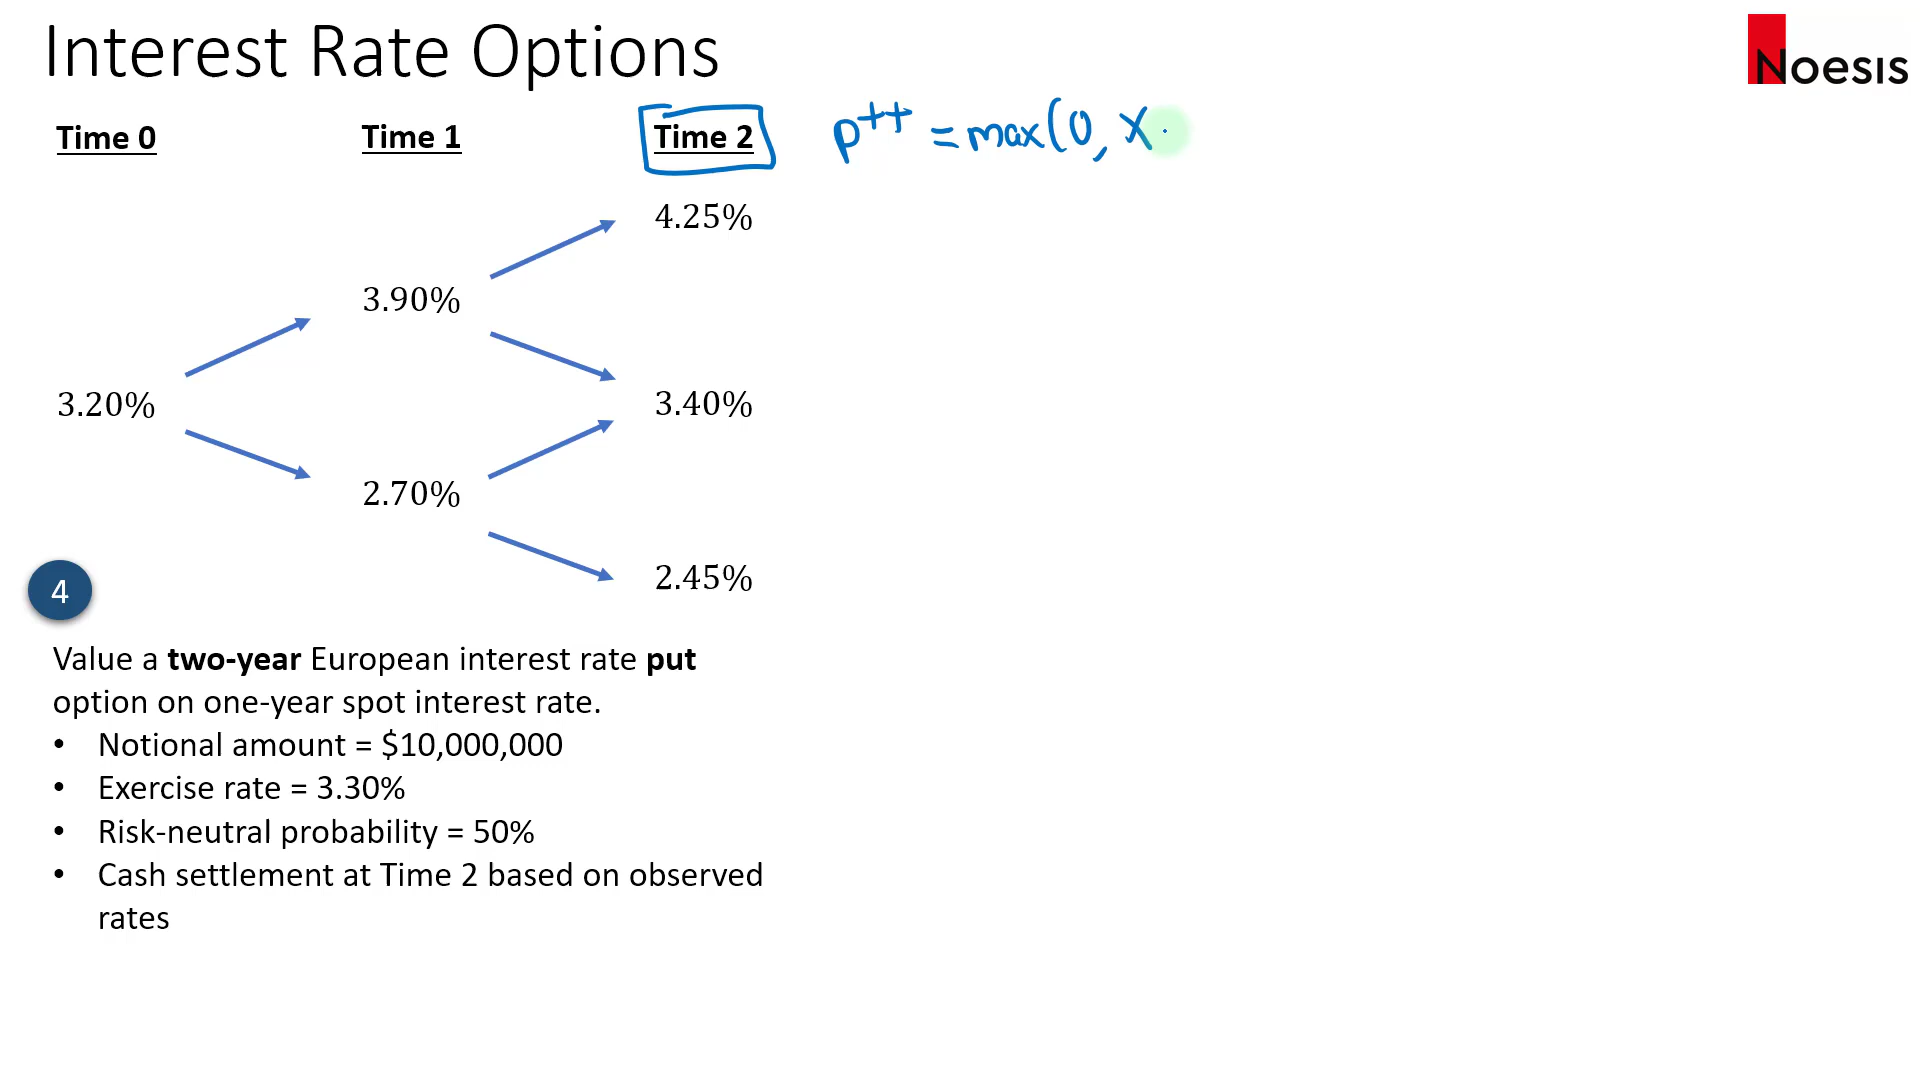 Interest Rate Options
Noesis
Time 0 Time 1 Time 2 p++ = max(0, X
4.25%
3.90%
3.20% 3.40%
2.70%
2.45%
4
Value a two-year European interest rate put
option on one-year spot interest rate.
• Notional amount = $10,000,000
• Exercise rate = 3.30%
• Risk-neutral probability = 50%
• Cash settlement at Time 2 based on observed
rates